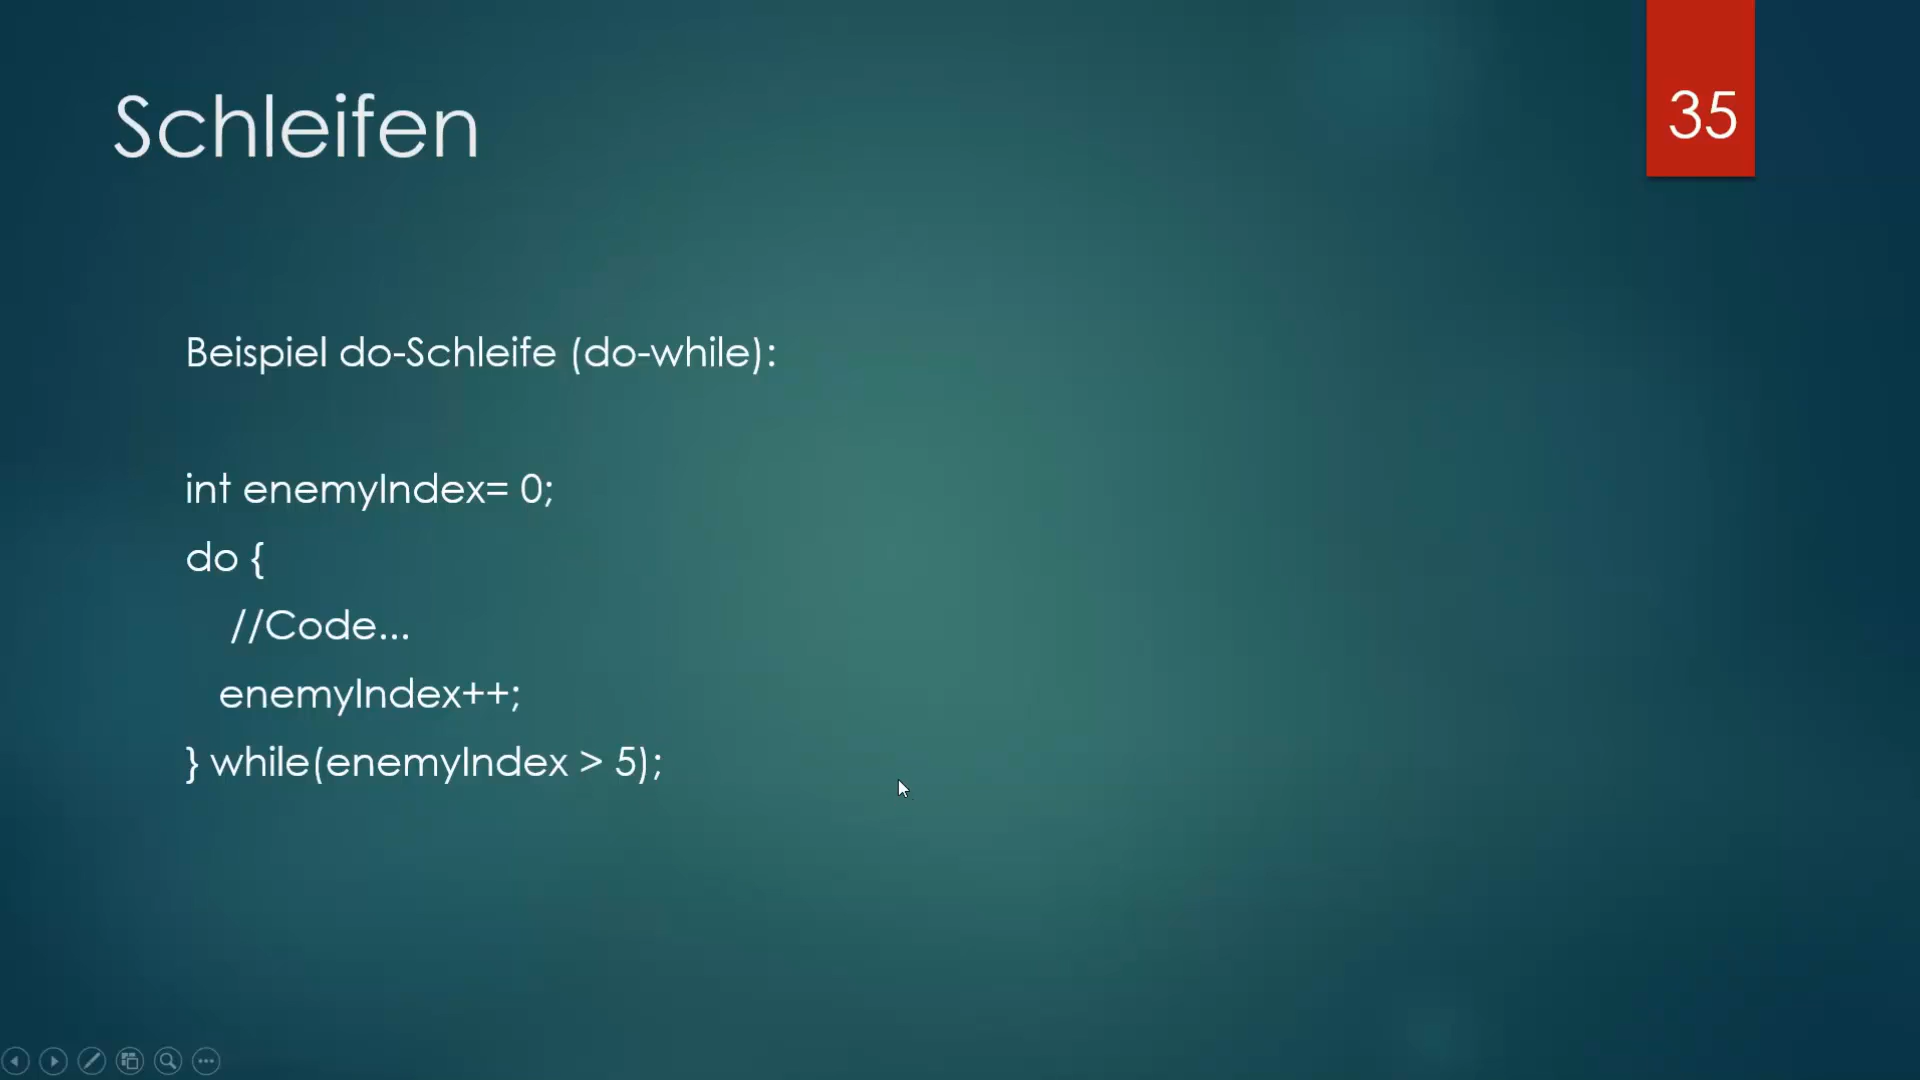 Schleifen
35
Beispiel do-Schleife (do-while):
int enemyIndex= 0;
do {
//Code...
enemyIndex++;
} while(enemyIndex > 5);